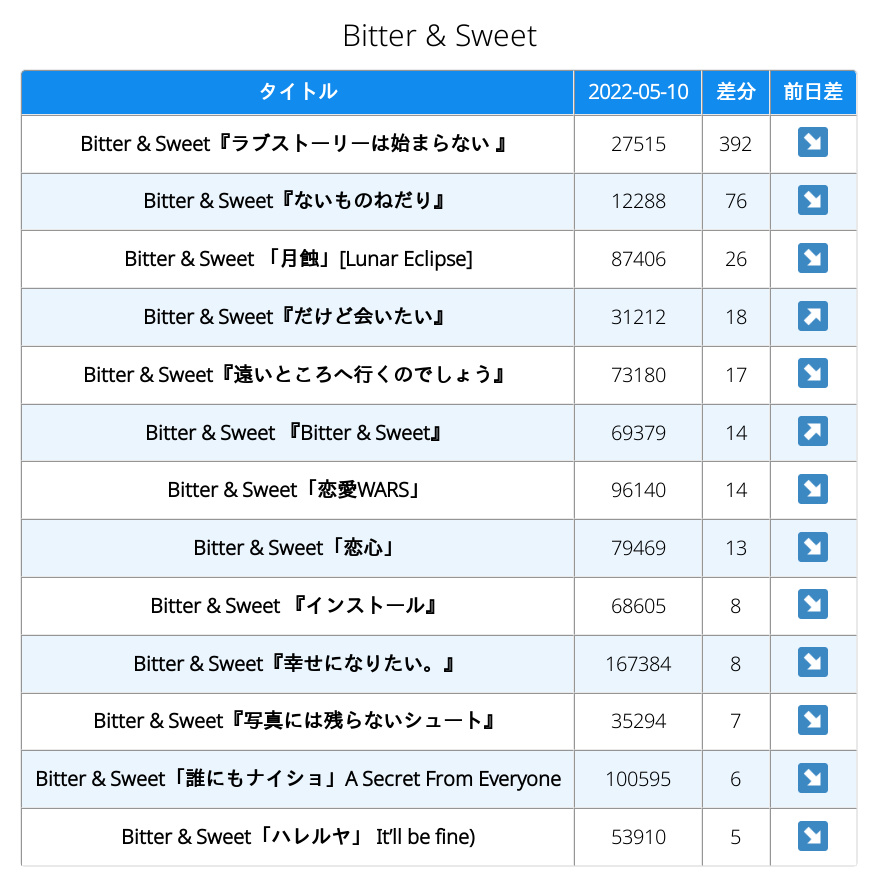 Bitter & Sweet
タイトル 2022-05-10 差分 前日差
Bitter & Sweet『ラブストーリーは始まらない 』 27515 392 ↘
Bitter & Sweet『ないものねだり』 12288 76 ↘
Bitter & Sweet 「月蝕」[Lunar Eclipse] 87406 26 ↘
Bitter & Sweet『だけど会いたい』 31212 18 ↗
Bitter & Sweet『遠いところへ行くのでしょう』 73180 17 ↘
Bitter & Sweet 『Bitter & Sweet』 69379 14 ↗
Bitter & Sweet「恋愛WARS」 96140 14 ↘
Bitter & Sweet「恋心」 79469 13 ↘
Bitter & Sweet 『インストール』 68605 8 ↘
Bitter & Sweet『幸せになりたい。』 167384 8 ↘
Bitter & Sweet『写真には残らないシュート』 35294 7 ↘
Bitter & Sweet「誰にもナイショ」A Secret From Everyone 100595 6 ↘
Bitter & Sweet「ハレルヤ」 It'll be fine) 53910 5 ↘